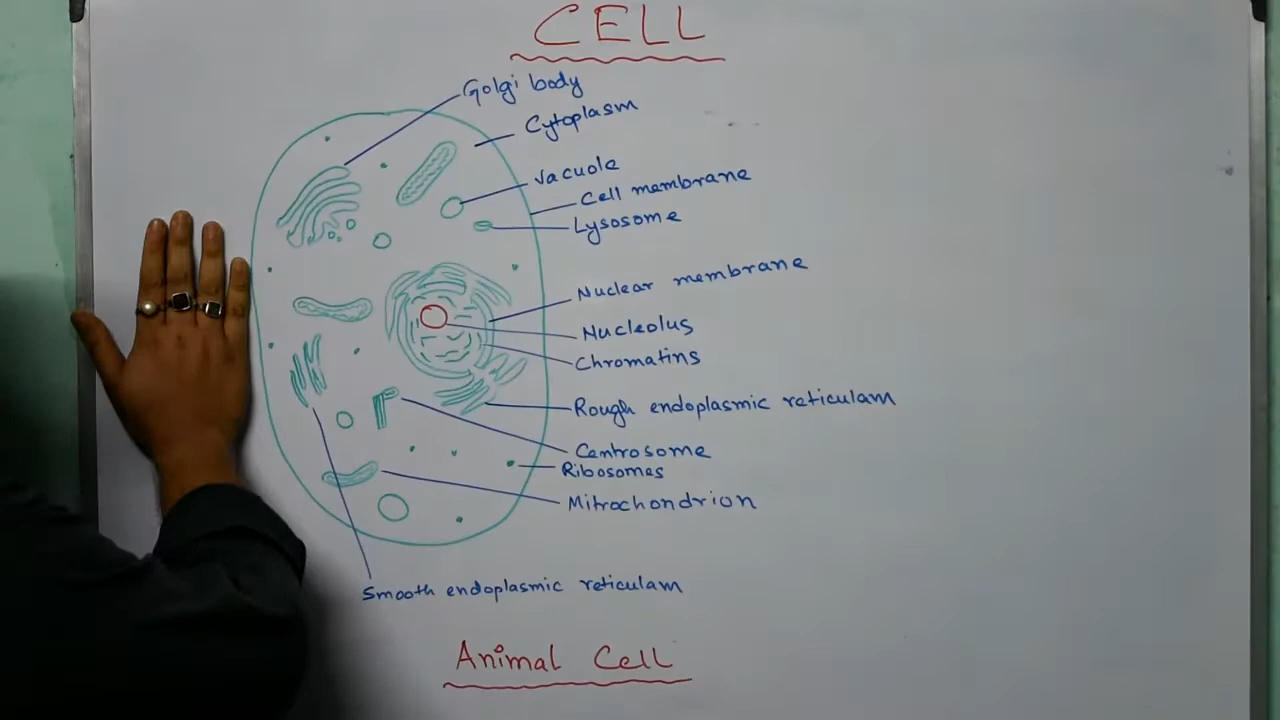 CELL
Golgi body
Cytoplasm
Vacuole
Cell membrane
Lysosome
Nuclear membrane
Nucleolus
Chromatins
Rough endoplasmic reticulam
Centrosome
Ribosomes
Mitrochondrion
Smooth endoplasmic reticulam
Animal Cell